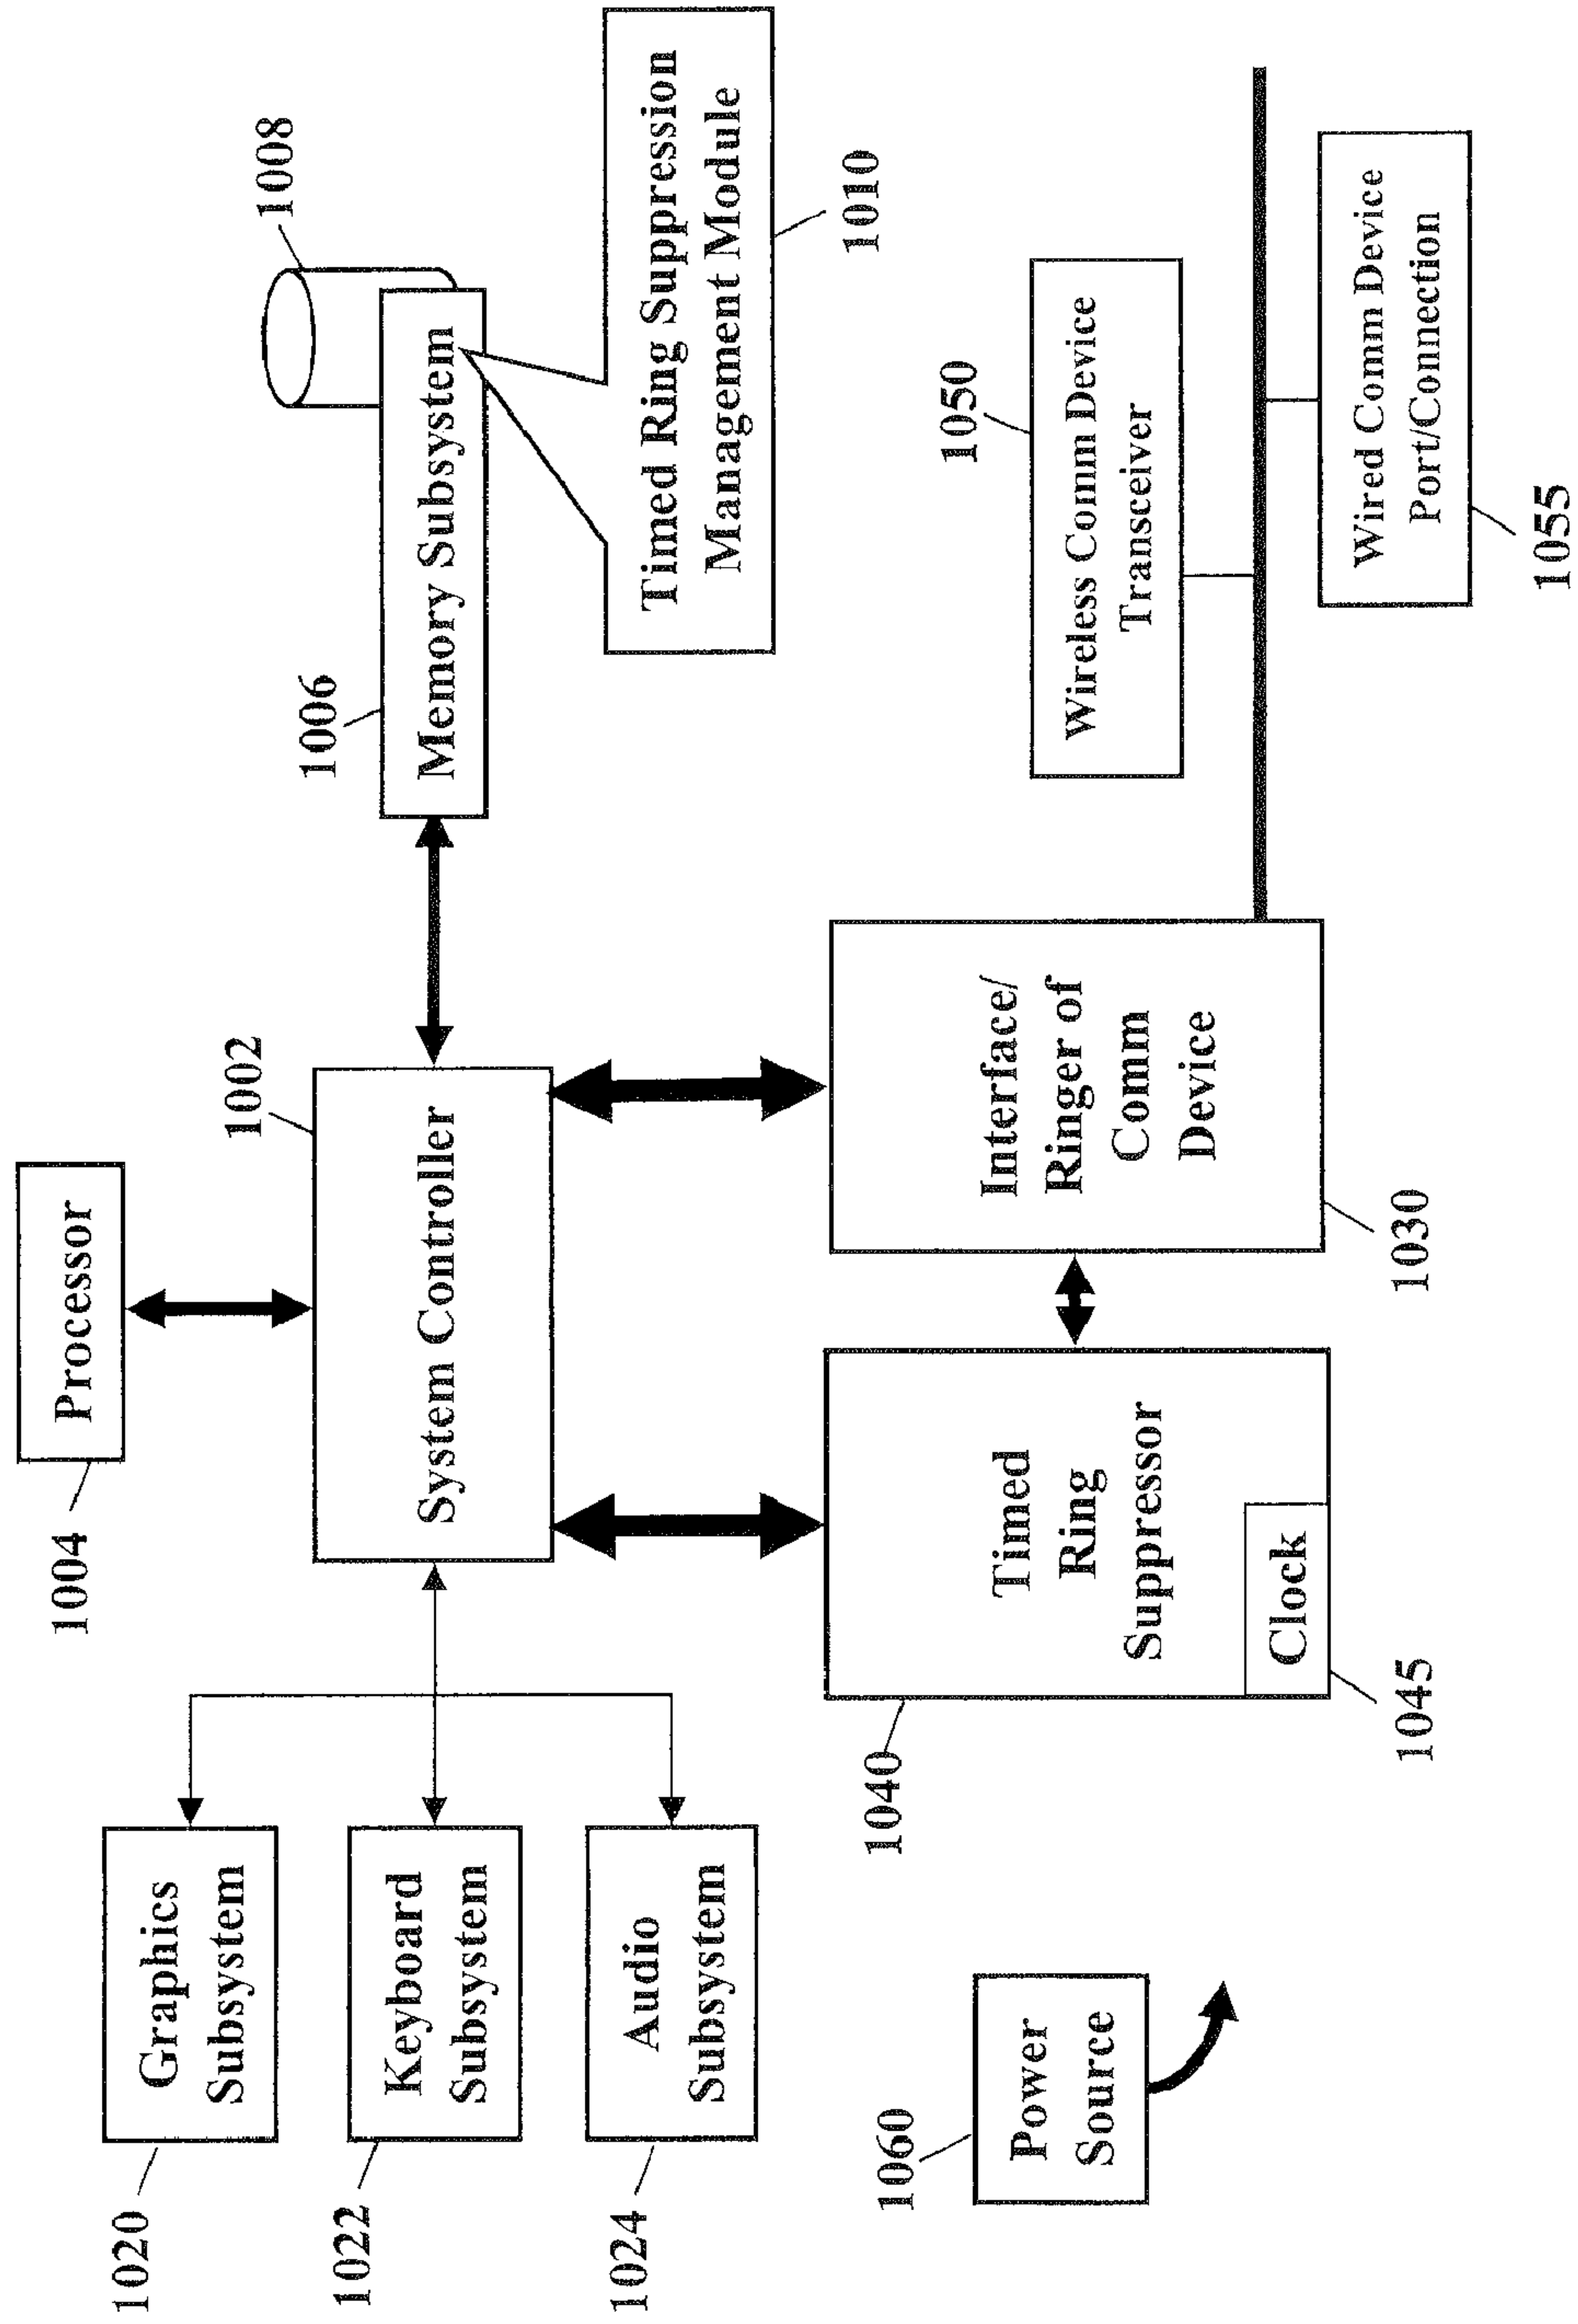 1004
Processor
1002
System Controller
1006
Memory Subsystem
1008
Timed Ring Suppression
Management Module
1010
1020
Graphics
Subsystem
1022
Keyboard
Subsystem
1024
Audio
Subsystem
1040
Timed
Ring
Suppressor
Clock
1045
Interface/
Ringer of
Comm
Device
1030
1050
Wireless Comm Device
Transceiver
Wired Comm Device
Port/Connection
1055
1060
Power
Source